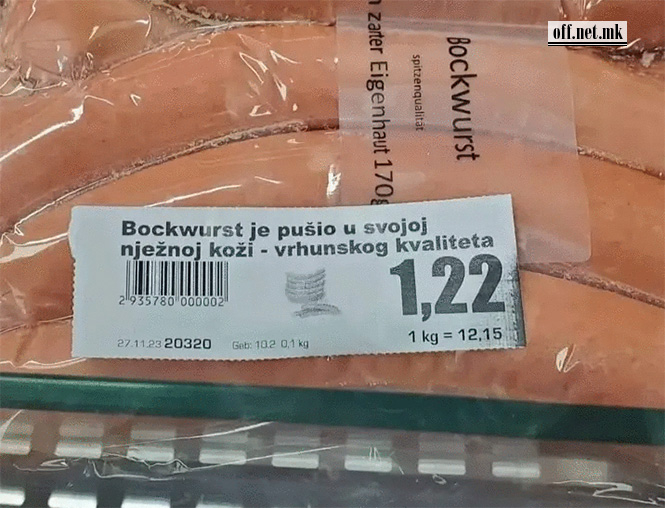 off.net.mk
Bockwurst
spitzenqualität
zarter Eigenhaut 170g
Bockwurst je pušio u svojoj
nježnoj koži - vrhunskog kvaliteta
2 935780 000002
1,22
27.11.23 20320
Geb: 10.2 0,1 kg
1 kg = 12,15